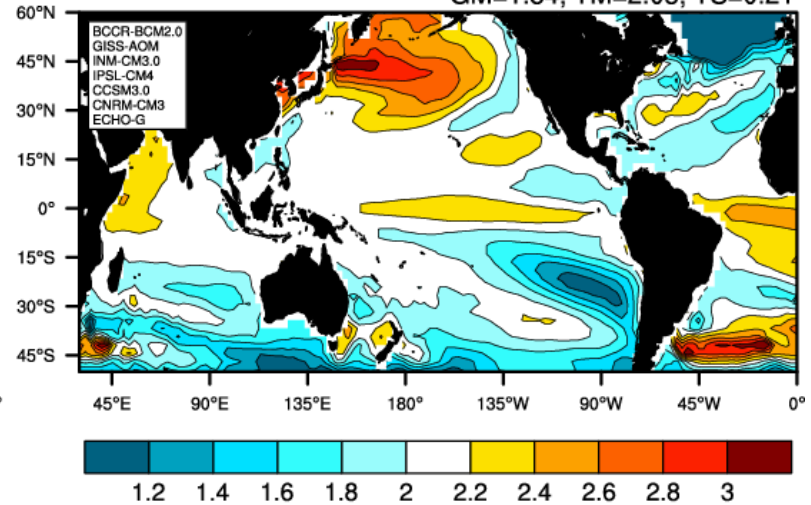 60°N
45°N
30°N
15°N
0°
15°S
30°S
45°S
BCCR-BCM2.0
GISS-AOM
INM-CM3.0
IPSL-CM4
CCSM3.0
CNRM-CM3
ECHO-G
45°E 90°E 135°E 180° 135°W 90°W 45°W 0°
1.2 1.4 1.6 1.8 2 2.2 2.4 2.6 2.8 3